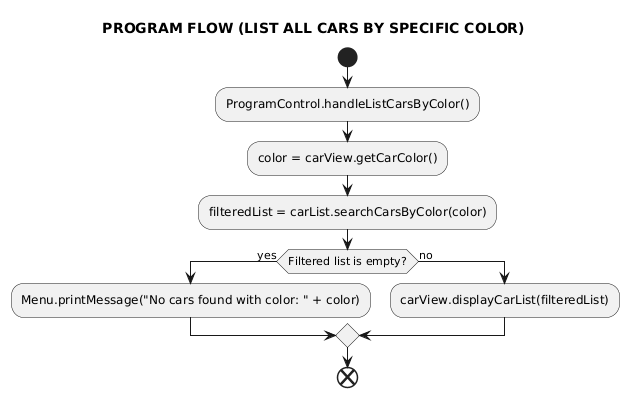 PROGRAM FLOW (LIST ALL CARS BY SPECIFIC COLOR)
ProgramControl.handleListCarsByColor()
color = carView.getCarColor()
filteredList = carList.searchCarsByColor(color)
yes
Filtered list is empty?
no
Menu.printMessage("No cars found with color: " + color)
carView.displayCarList(filteredList)